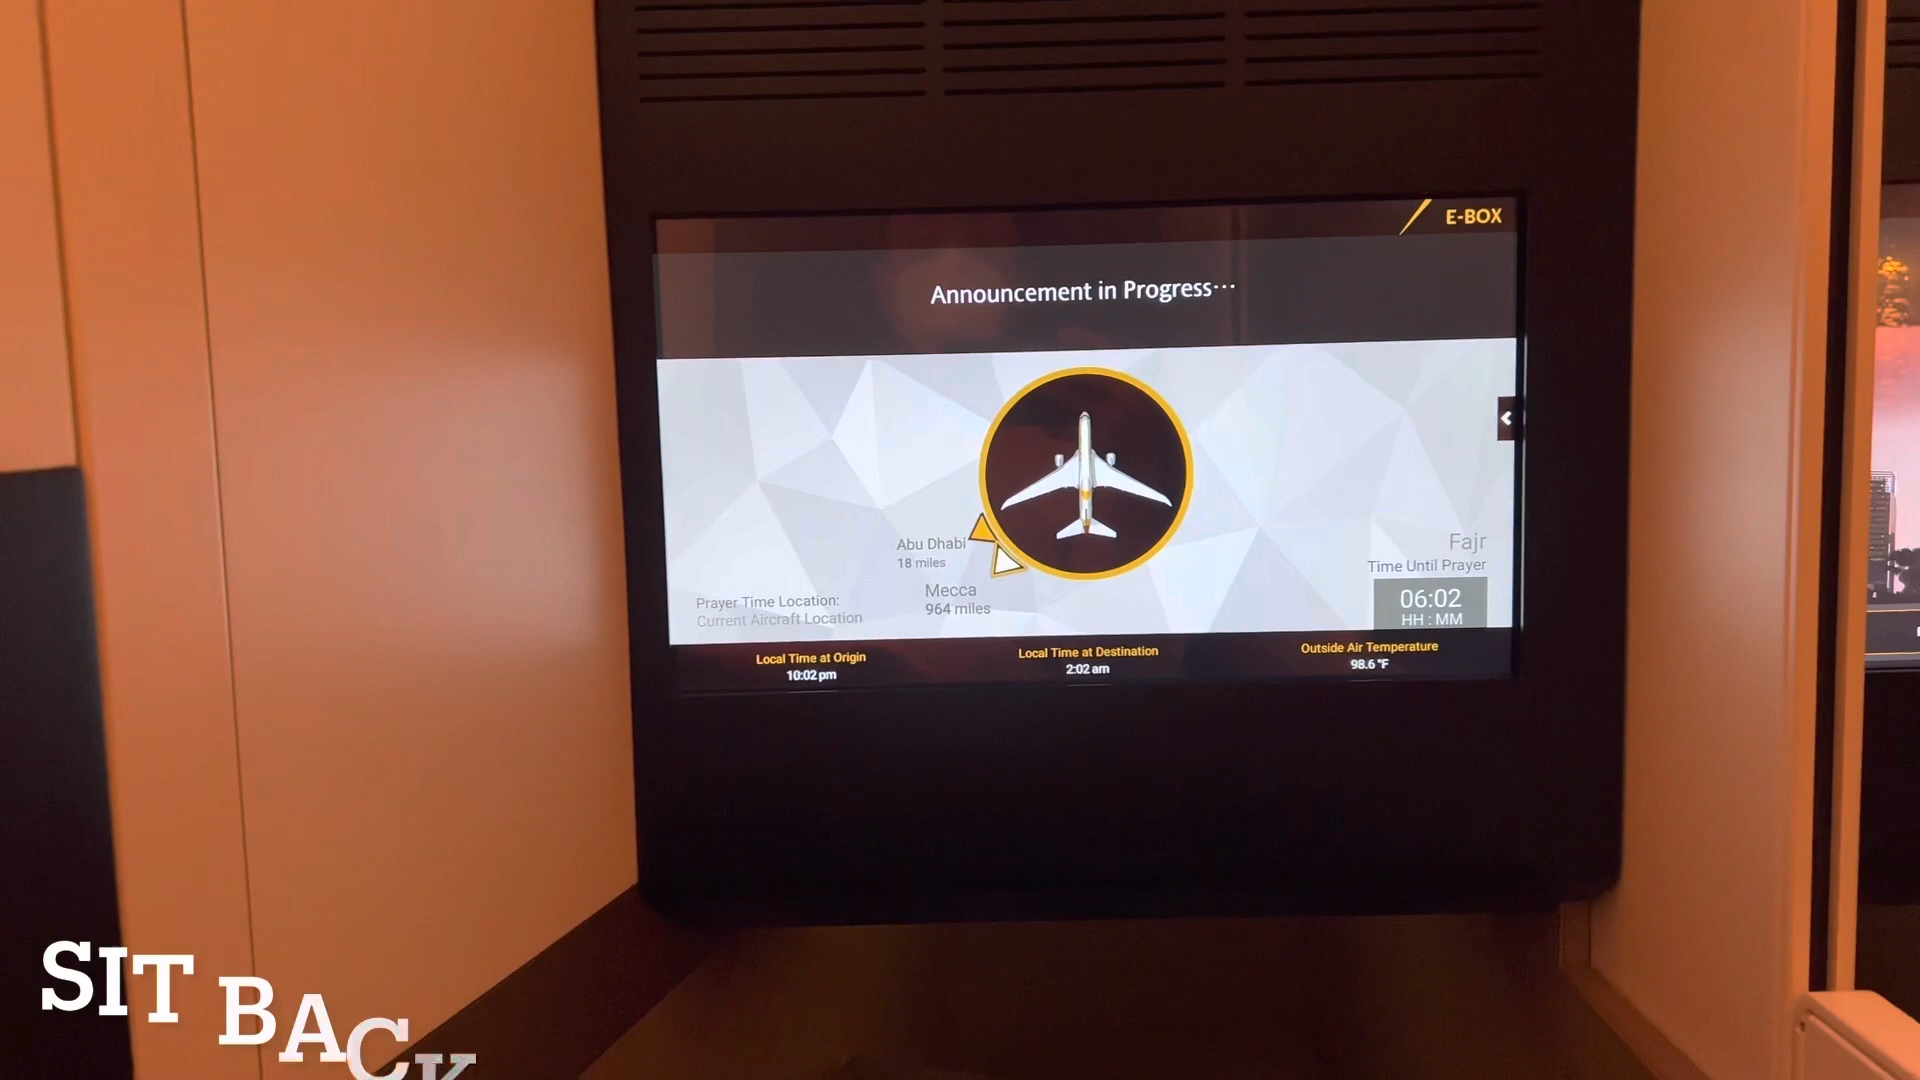 E-BOX
Announcement in Progress...
Abu Dhabi
18 miles
Mecca
964 miles
Prayer Time Location:
Current Aircraft Location
Fajr
Time Until Prayer
06:02
HH : MM
Local Time at Origin
10:02 pm
Local Time at Destination
2:02 am
Outside Air Temperature
98.6 °F
SIT BACK